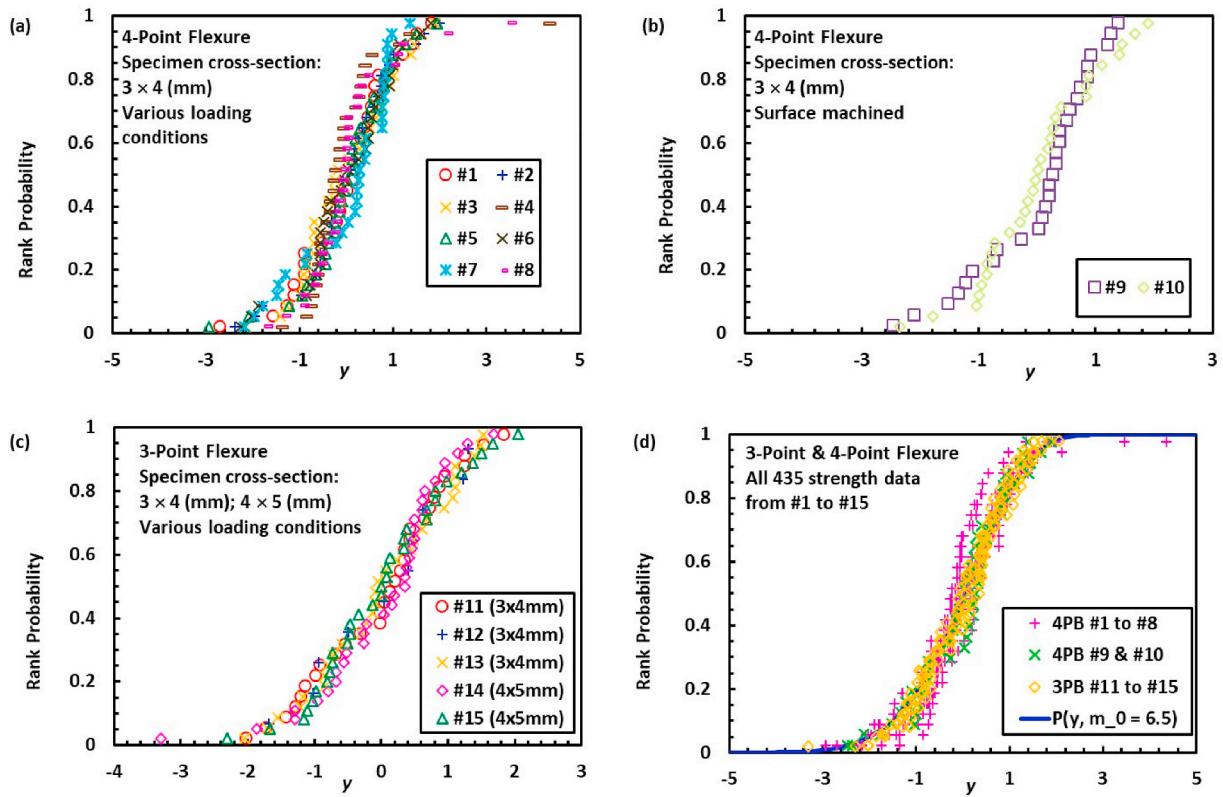 (a)
4-Point Flexure
Specimen cross-section:
3 × 4 (mm)
Various loading
conditions
Rank Probability
1
0.8
0.6
0.4
0.2
0
-5 -3 -1 1 3 5
y
#1 #2
#3 #4
#5 #6
#7 #8
(b)
4-Point Flexure
Specimen cross-section:
3 × 4 (mm)
Surface machined
Rank Probability
1
0.8
0.6
0.4
0.2
0
-5 -3 -1 1 3
y
#9 #10
(c)
3-Point Flexure
Specimen cross-section:
3 × 4 (mm); 4 × 5 (mm)
Various loading conditions
Rank Probability
1
0.8
0.6
0.4
0.2
0
-4 -3 -2 -1 0 1 2 3
y
#11 (3x4mm)
#12 (3x4mm)
#13 (3x4mm)
#14 (4x5mm)
#15 (4x5mm)
(d)
3-Point & 4-Point Flexure
All 435 strength data
from #1 to #15
Rank Probability
1
0.8
0.6
0.4
0.2
0
-5 -3 -1 1 3 5
y
4PB #1 to #8
4PB #9 & #10
3PB #11 to #15
P(y, m_0 = 6.5)